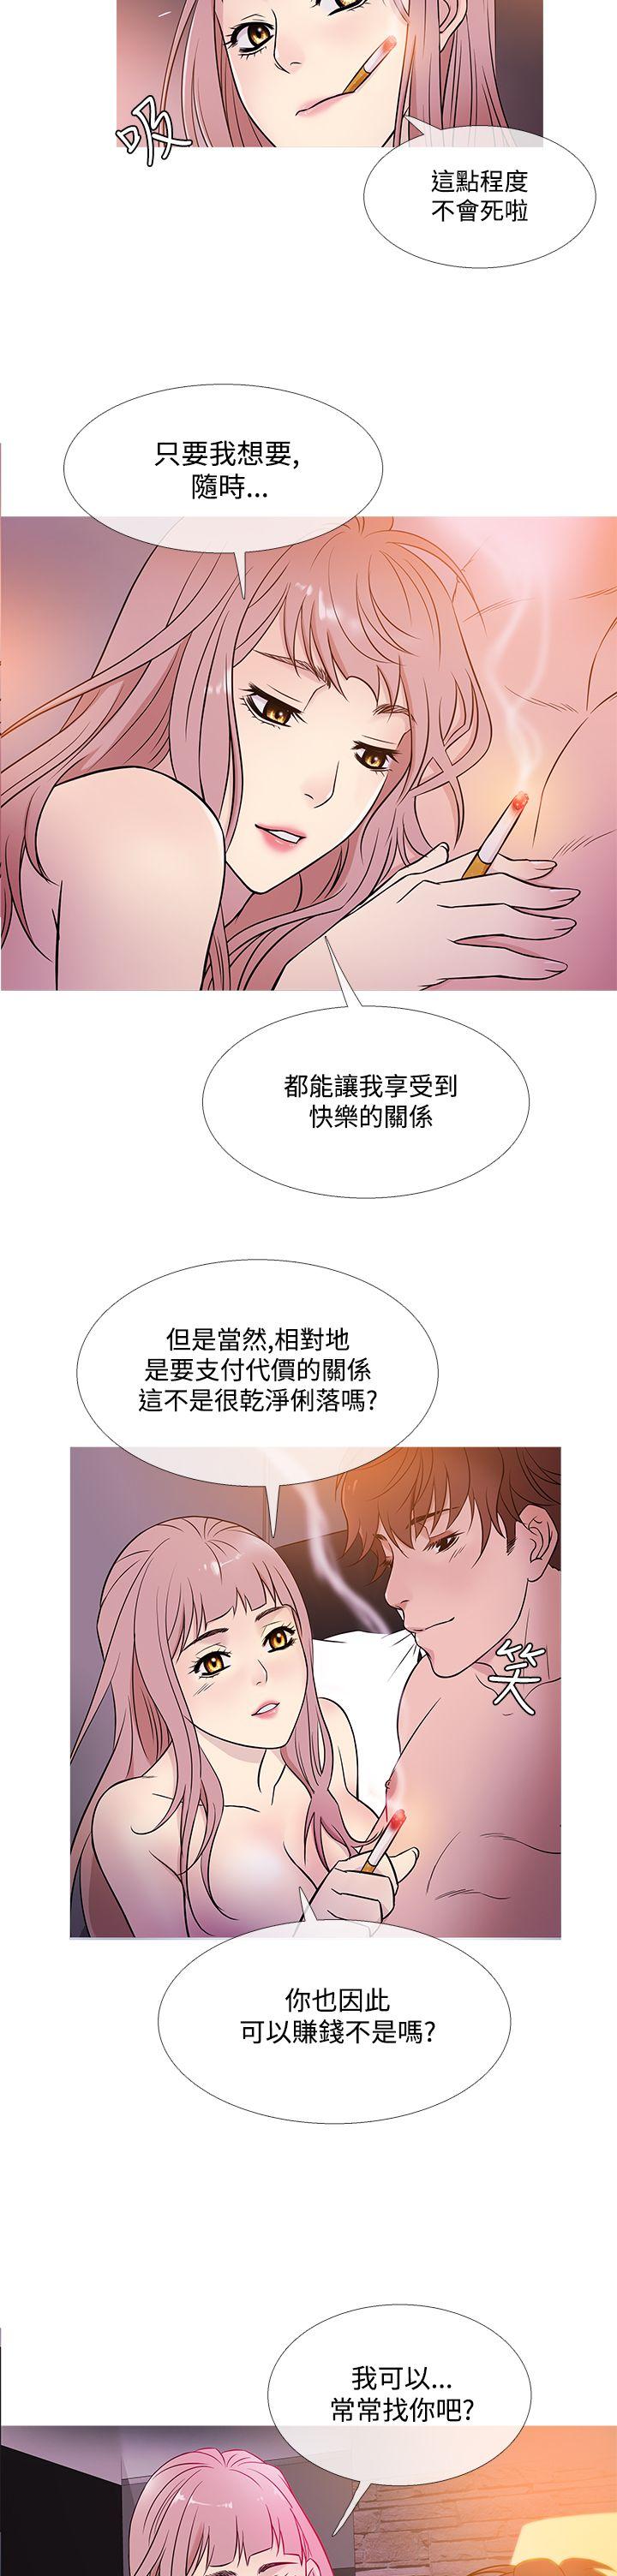 吸
這點程度
不會死啦
只要我想要,
隨時...
都能讓我享受到
快樂的關係
但是當然,相對地
是要支付代價的關係
這不是很乾淨俐落嗎?
笑
你也因此
可以賺錢不是嗎?
我可以...
常常找你吧?